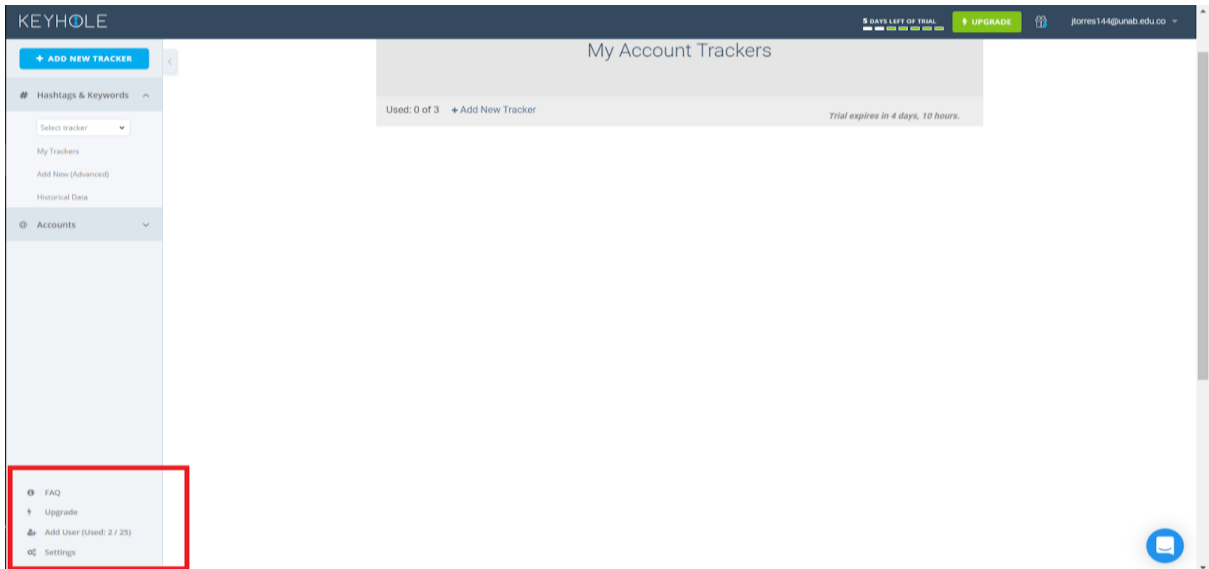 KEYHOLE
5 DAYS LEFT OF TRIAL
UPGRADE
jtorres144@unab.edu.co
+ ADD NEW TRACKER
# Hashtags & Keywords
Select tracker
My Trackers
Add New (Advanced)
Historical Data
@ Accounts
My Account Trackers
Used: 0 of 3 + Add New Tracker
Trial expires in 4 days, 10 hours.
FAQ
Upgrade
Add User (Used: 2 / 25)
Settings